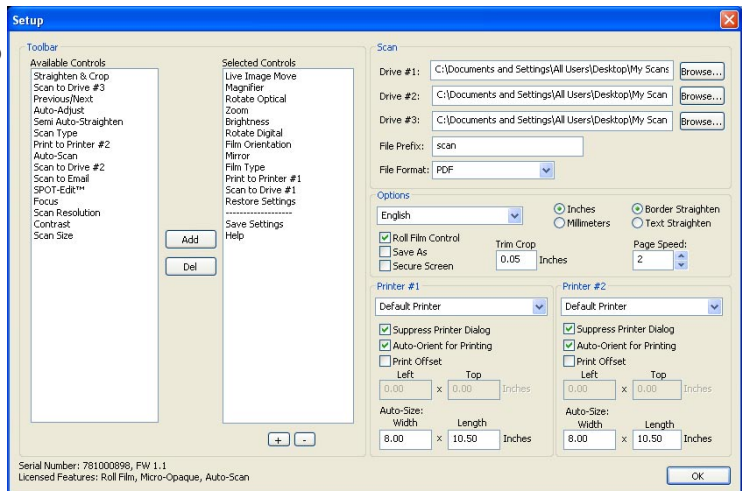 Setup
Toolbar
Available Controls
Straighten & Crop
Scan to Drive #3
Previous/Next
Auto-Adjust
Semi Auto-Straighten
Scan Type
Print to Printer #2
Auto-Scan
Scan to Drive #2
Scan to Email
SPOT-Edit™
Focus
Scan Resolution
Contrast
Scan Size
Add
Del
Selected Controls
Live Image Move
Magnifier
Rotate Optical
Zoom
Brightness
Rotate Digital
Film Orientation
Mirror
Film Type
Print to Printer #1
Scan to Drive #1
Restore Settings
------------------
Save Settings
Help
+ -
Scan
Drive #1: C:\Documents and Settings\All Users\Desktop\My Scans Browse...
Drive #2: C:\Documents and Settings\All Users\Desktop\My Scan Browse...
Drive #3: C:\Documents and Settings\All Users\Desktop\My Scan Browse...
File Prefix: scan
File Format: PDF
Options
English
Inches
Millimeters
Border Straighten
Text Straighten
Roll Film Control
Save As
Secure Screen
Trim Crop
0.05 Inches
Page Speed:
2
Printer #1
Default Printer
Suppress Printer Dialog
Auto-Orient for Printing
Print Offset
Left Top
0.00 x 0.00 Inches
Auto-Size:
Width Length
8.00 x 10.50 Inches
Printer #2
Default Printer
Suppress Printer Dialog
Auto-Orient for Printing
Print Offset
Left Top
0.00 x 0.00 Inches
Auto-Size:
Width Length
8.00 x 10.50 Inches
Serial Number: 781000898, FW 1.1
Licensed Features: Roll Film, Micro-Opaque, Auto-Scan
OK